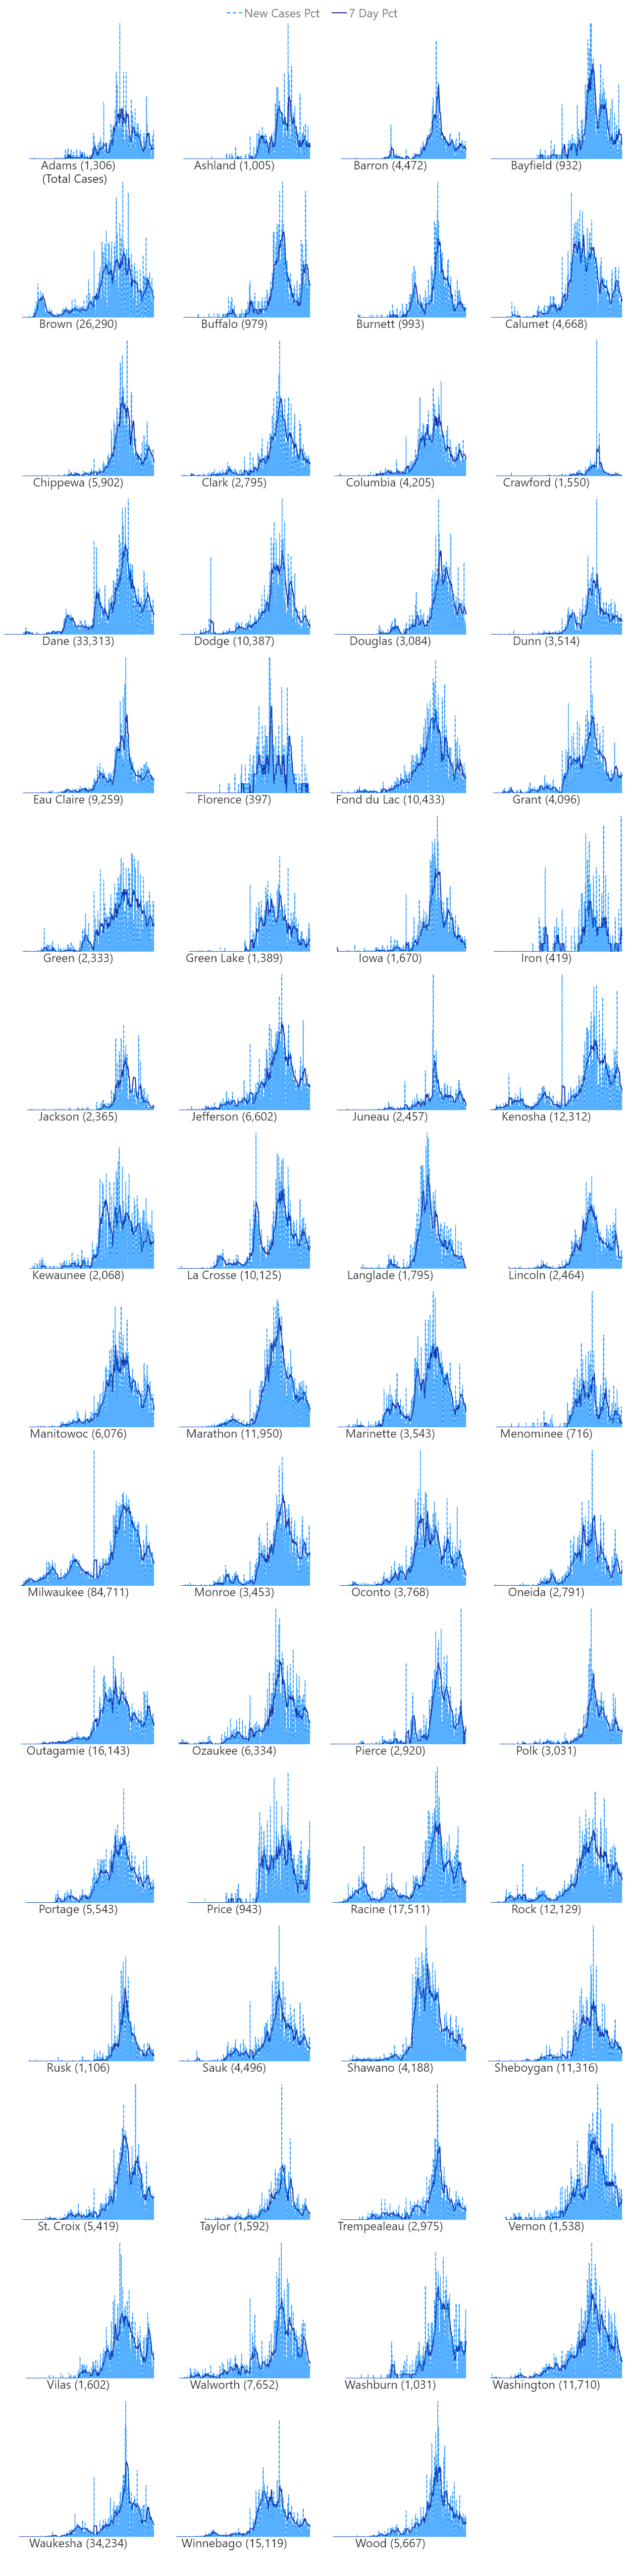 New Cases Pct 7 Day Pct
Adams (1,306) Ashland (1,005) Barron (4,472) Bayfield (932)
(Total Cases)
Brown (26,290) Buffalo (979) Burnett (993) Calumet (4,668)
Chippewa (5,902) Clark (2,795) Columbia (4,205) Crawford (1,550)
Dane (33,313) Dodge (10,387) Douglas (3,084) Dunn (3,514)
Eau Claire (9,259) Florence (397) Fond du Lac (10,433) Grant (4,096)
Green (2,333) Green Lake (1,389) Iowa (1,670) Iron (419)
Jackson (2,365) Jefferson (6,602) Juneau (2,457) Kenosha (12,312)
Kewaunee (2,068) La Crosse (10,125) Langlade (1,795) Lincoln (2,464)
Manitowoc (6,076) Marathon (11,950) Marinette (3,543) Menominee (716)
Milwaukee (84,711) Monroe (3,453) Oconto (3,768) Oneida (2,791)
Outagamie (16,143) Ozaukee (6,334) Pierce (2,920) Polk (3,031)
Portage (5,543) Price (943) Racine (17,511) Rock (12,129)
Rusk (1,106) Sauk (4,496) Shawano (4,188) Sheboygan (11,316)
St. Croix (5,419) Taylor (1,592) Trempealeau (2,975) Vernon (1,538)
Vilas (1,602) Walworth (7,652) Washburn (1,031) Washington (11,710)
Waukesha (34,234) Winnebago (15,119) Wood (5,667)